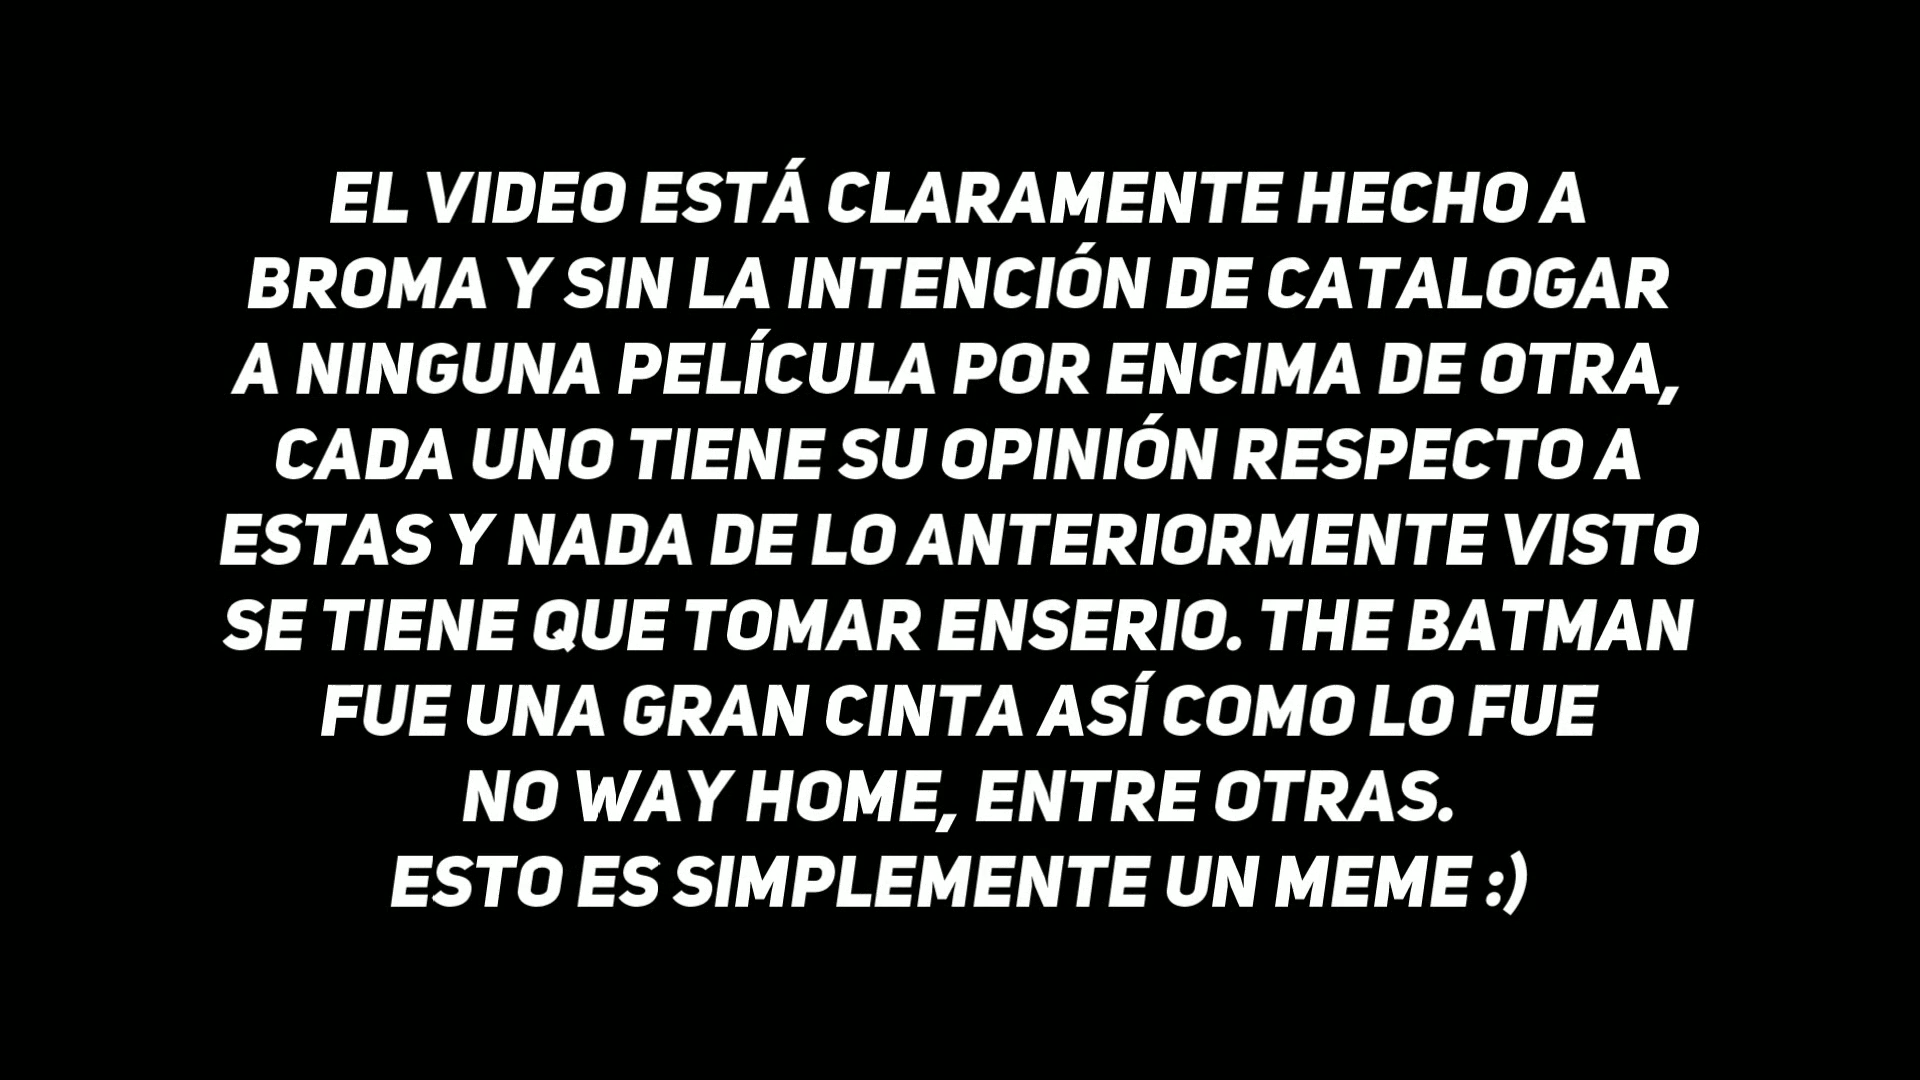 EL VIDEO ESTÁ CLARAMENTE HECHO A
BROMA Y SIN LA INTENCIÓN DE CATALOGAR
A NINGUNA PELÍCULA POR ENCIMA DE OTRA,
CADA UNO TIENE SU OPINIÓN RESPECTO A
ESTAS Y NADA DE LO ANTERIORMENTE VISTO
SE TIENE QUE TOMAR ENSERIO. THE BATMAN
FUE UNA GRAN CINTA ASÍ COMO LO FUE
NO WAY HOME, ENTRE OTRAS.
ESTO ES SIMPLEMENTE UN MEME :)